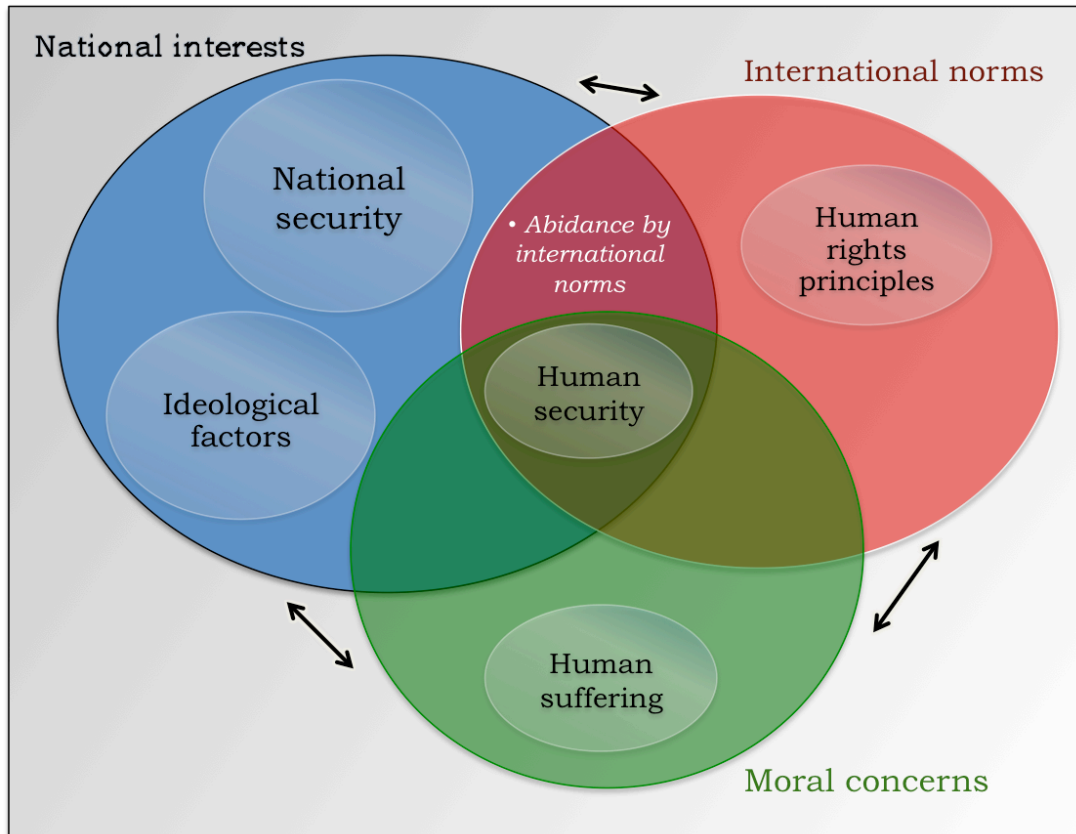 National interests
International norms
National
security
• Abidance by
international
norms
Human
rights
principles
Ideological
factors
Human
security
Human
suffering
Moral concerns